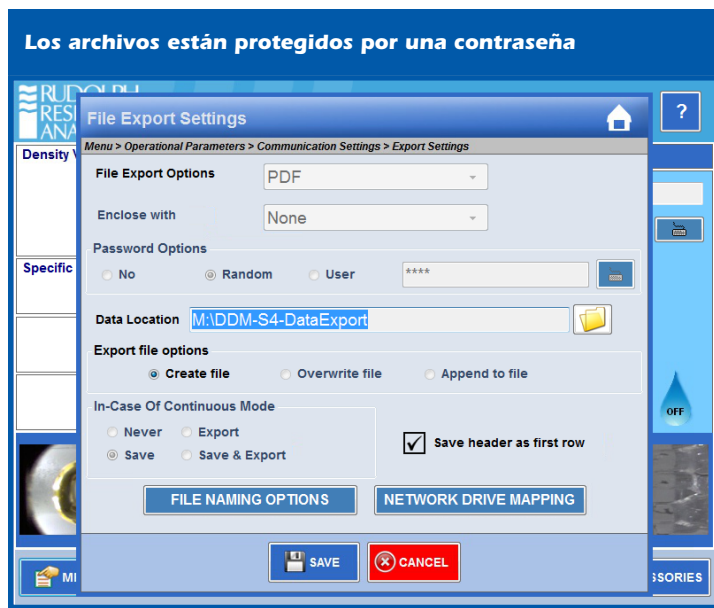 Los archivos están protegidos por una contraseña
RUDOLPH
RES
ANA
File Export Settings
?
Menu > Operational Parameters > Communication Settings > Export Settings
Density
File Export Options
PDF
Enclose with
None
Password Options
No
Random
User
****
Specific
Data Location
M:\DDM-S4-DataExport
Export file options
Create file
Overwrite file
Append to file
In-Case Of Continuous Mode
Never
Export
Save
Save & Export
Save header as first row
OFF
FILE NAMING OPTIONS
NETWORK DRIVE MAPPING
SAVE
CANCEL
ME
SSORIES